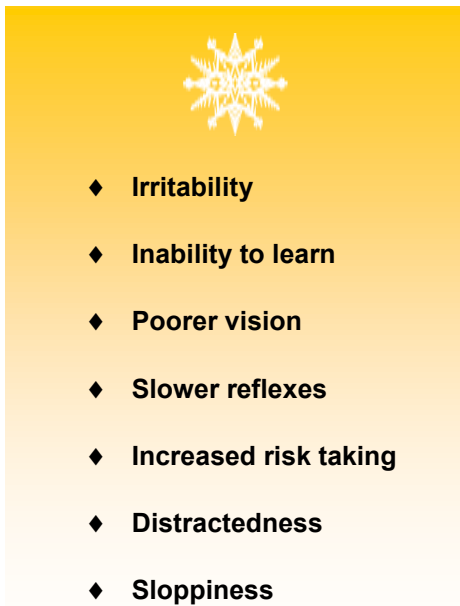 ♦ Irritability
♦ Inability to learn
♦ Poorer vision
♦ Slower reflexes
♦ Increased risk taking
♦ Distractedness
♦ Sloppiness